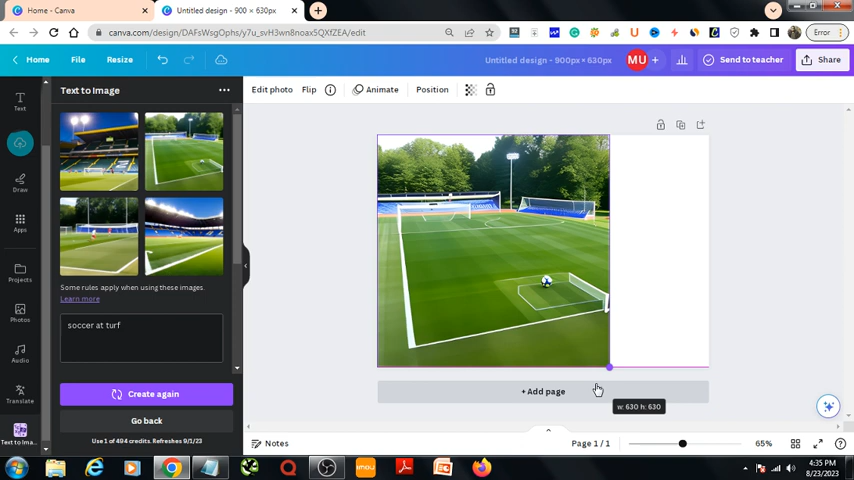 Home - Canva
Untitled design - 900 × 630px
canva.com/design/DAFsWsgOphs/y7u_svH3wn8noax5QXfZEA/edit
Error
Home
File
Resize
Untitled design - 900px × 630px
MU
Send to teacher
Share
Text to Image
Edit photo
Flip
Animate
Position
Text
Draw
Apps
Projects
Photos
Audio
Translate
Text to Ima...
Some rules apply when using these images.
Learn more
soccer at turf
Create again
Go back
Use 1 of 494 credits. Refreshes 9/1/23
+ Add page
w: 630 h: 630
Notes
Page 1 / 1
65%
4:35 PM
8/23/2023